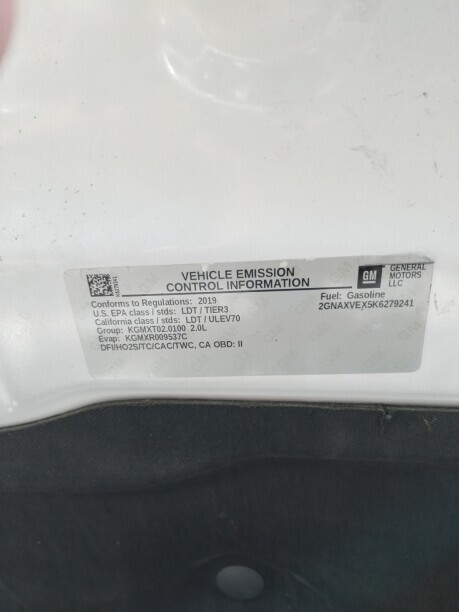 VEHICLE EMISSION
CONTROL INFORMATION
GM
GENERAL
MOTORS
LLC
Conforms to Regulations: 2019
U.S. EPA class / stds: LDT / TIER3
California class / stds: LDT / ULEV70
Group: KGMXT02.0100 2.0L
Evap: KGMXR009537C
DFI/HO2S/TC/CAC/TWC, CA OBD: II
Fuel: Gasoline
2GNAXVEX5K6279241